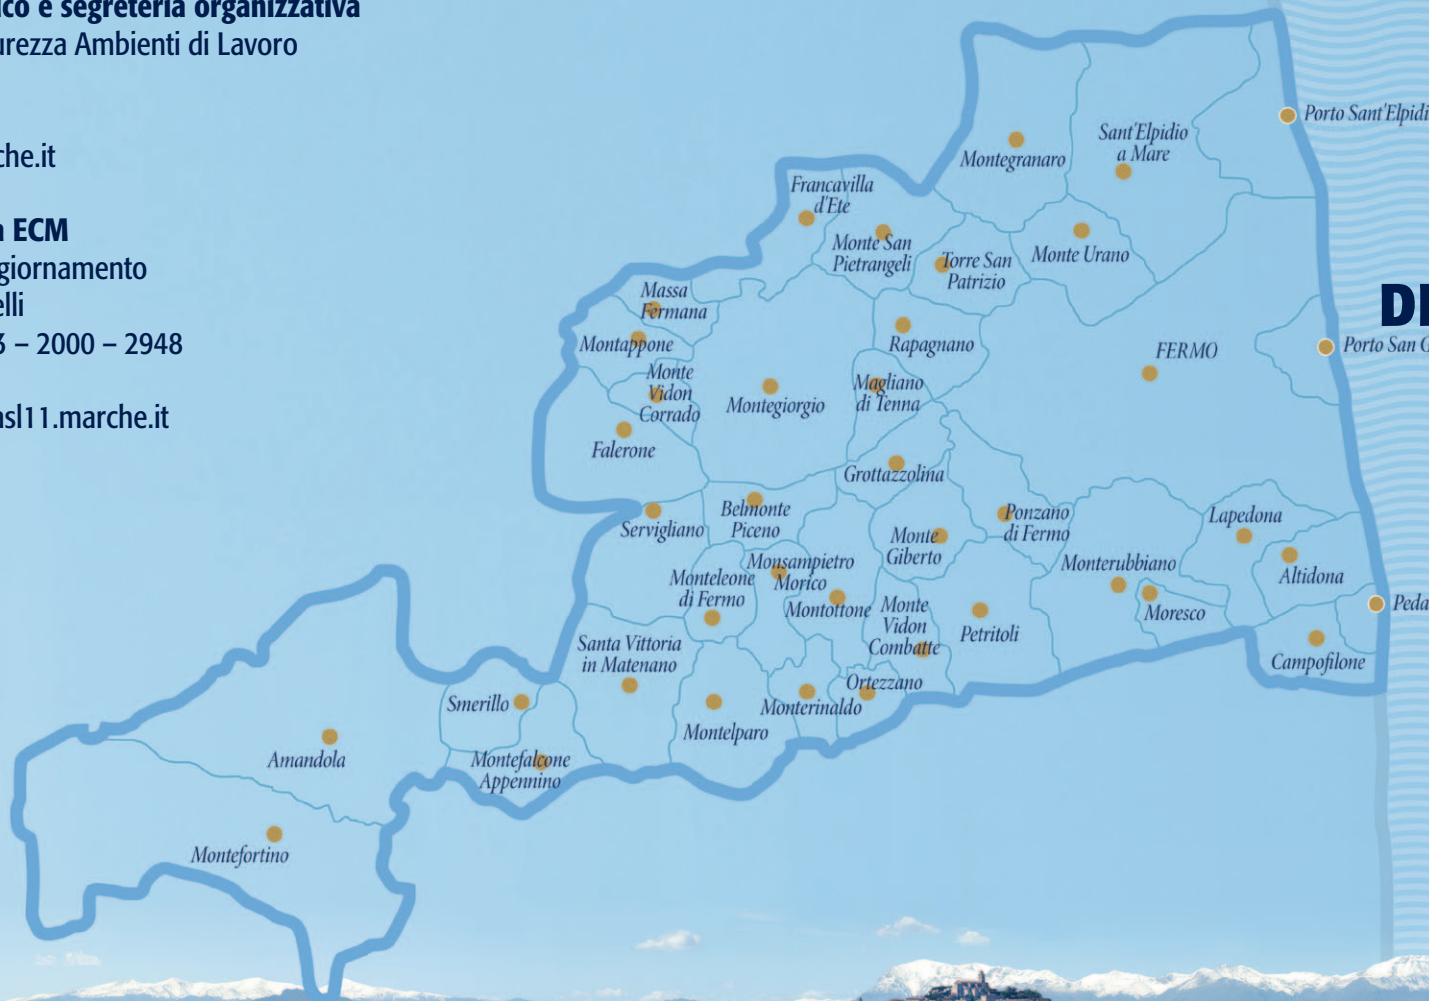 ico e segreteria organizzativa
urezza Ambienti di Lavoro
che.it
a ECM
giornamento
elli
3 – 2000 – 2948
asl11.marche.it
Porto Sant'Elpidi
Sant'Elpidio
a Mare
Montegranaro
Francavilla
d'Ete
Monte San
Pietrangeli
Torre San
Patrizio
Monte Urano
Massa
Fermana
DI
Montappone
Rapagnano
FERMO
Porto San G
Monte
Vidon
Corrado
Montegiorgio
Magliano
di Tenna
Falerone
Grottazzolina
Servigliano
Belmonte
Piceno
Monte
Giberto
Ponzano
di Fermo
Lapedona
Monteleone
di Fermo
Monsampietro
Morico
Monterubbiano
Altidona
Montottone
Monte
Vidon
Combatte
Petritoli
Moresco
Peda
Santa Vittoria
in Matenano
Campofilone
Smerillo
Ortezzano
Monterinaldo
Montelparo
Amandola
Montefalcone
Appennino
Montefortino